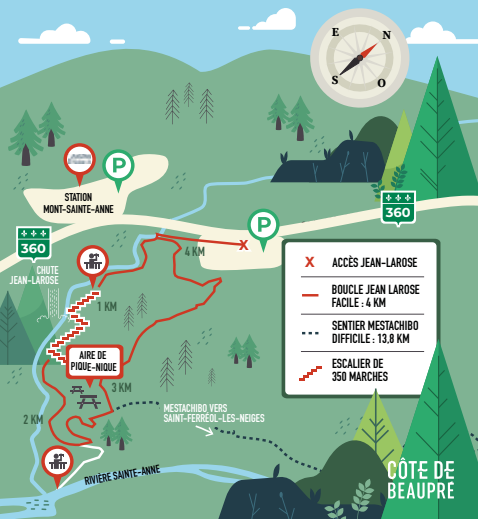 E
N
S
O
P
STATION
MONT-SAINTE-ANNE
P
360
360
CHUTE
JEAN-LAROSE
4 KM
X
1 KM
X ACCÈS JEAN-LAROSE
BOUCLE JEAN LAROSE
FACILE : 4 KM
SENTIER MESTACHIBO
DIFFICILE : 13,8 KM
ESCALIER DE
350 MARCHES
AIRE DE
PIQUE-NIQUE
3 KM
2 KM
MESTACHIBO VERS
SAINT-FERRÉOL-LES-NEIGES
RIVIÈRE SAINTE-ANNE
CÔTE DE
BEAUPRÉ